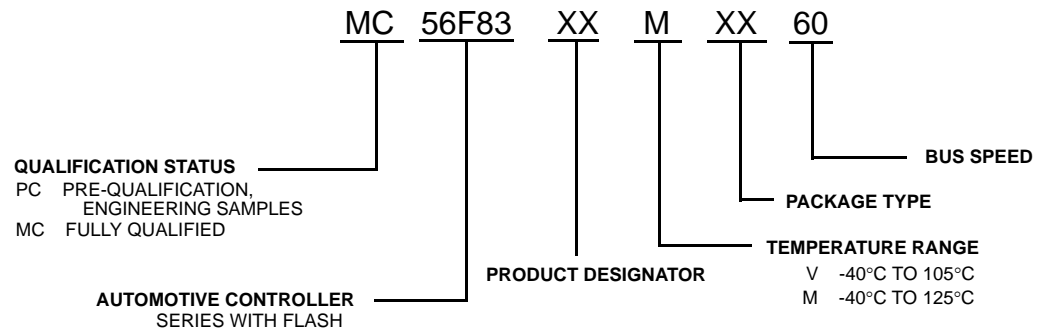 MC 56F83 XX M XX 60
BUS SPEED
QUALIFICATION STATUS
PC PRE-QUALIFICATION,
ENGINEERING SAMPLES
MC FULLY QUALIFIED
PACKAGE TYPE
TEMPERATURE RANGE
V -40°C TO 105°C
M -40°C TO 125°C
PRODUCT DESIGNATOR
AUTOMOTIVE CONTROLLER
SERIES WITH FLASH